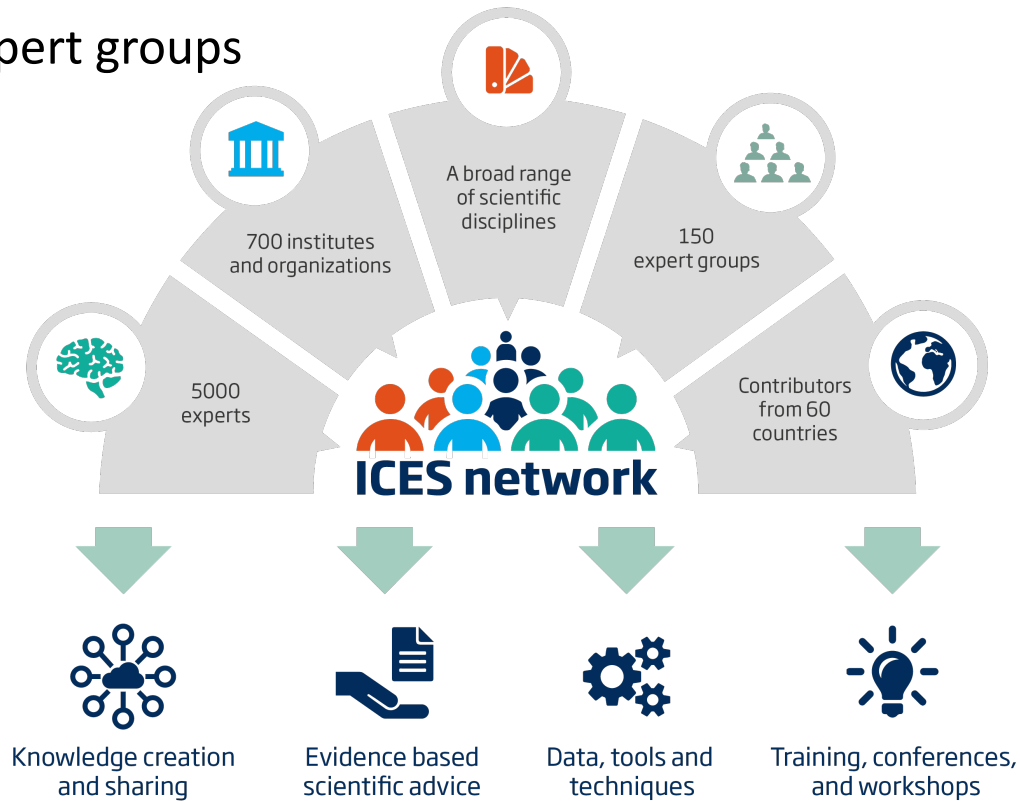 pert groups
A broad range
of scientific
disciplines
700 institutes
and organizations
150
expert groups
5000
experts
Contributors
from 60
countries
ICES network
Knowledge creation
and sharing
Evidence based
scientific advice
Data, tools and
techniques
Training, conferences,
and workshops